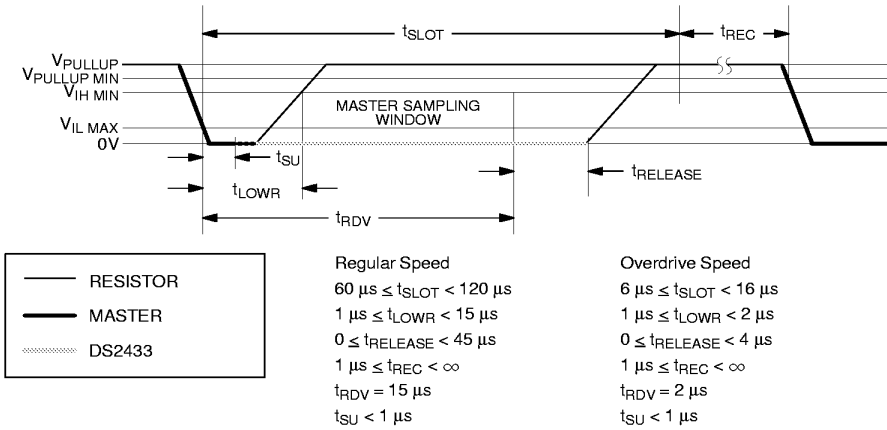 tSLOT
tREC
VPULLUP
VPULLUP MIN
VIH MIN
MASTER SAMPLING
WINDOW
VIL MAX
0V
tSU
tRELEASE
tLOWR
tRDV
RESISTOR
MASTER
DS2433
Regular Speed
60 μs ≤ tSLOT < 120 μs
1 μs ≤ tLOWR < 15 μs
0 ≤ tRELEASE < 45 μs
1 μs ≤ tREC < ∞
tRDV = 15 μs
tSU < 1 μs
Overdrive Speed
6 μs ≤ tSLOT < 16 μs
1 μs ≤ tLOWR < 2 μs
0 ≤ tRELEASE < 4 μs
1 μs ≤ tREC < ∞
tRDV = 2 μs
tSU < 1 μs